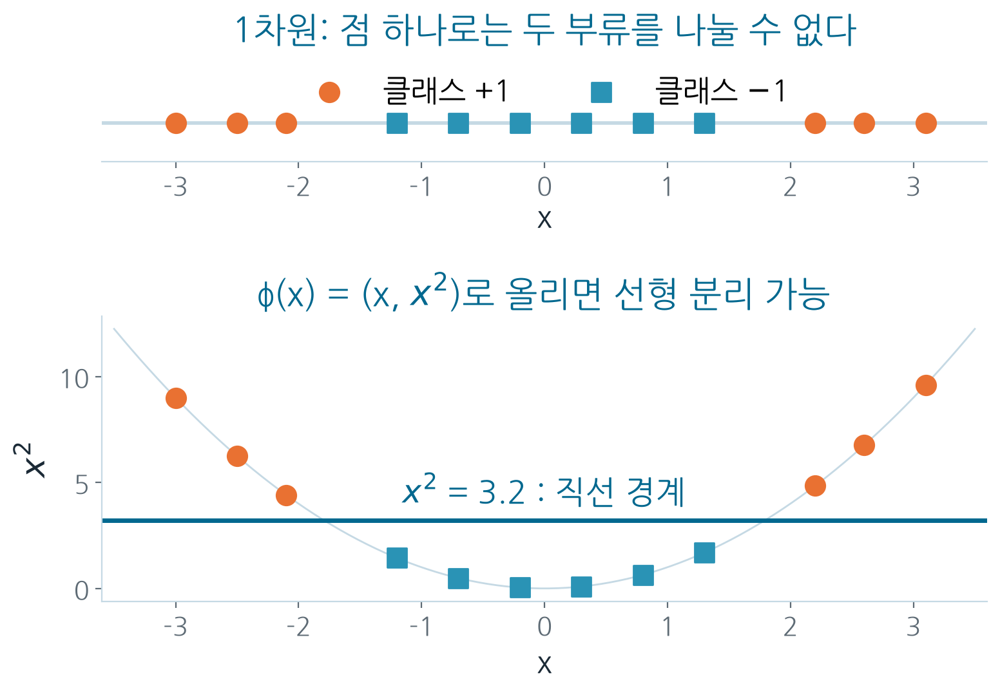 1차원: 점 하나로는 두 부류를 나눌 수 없다
클래스 +1 클래스 −1
-3 -2 -1 0 1 2 3
x
ϕ(x) = (x, x²)로 올리면 선형 분리 가능
10
5
0
x²
x² = 3.2 : 직선 경계
-3 -2 -1 0 1 2 3
x